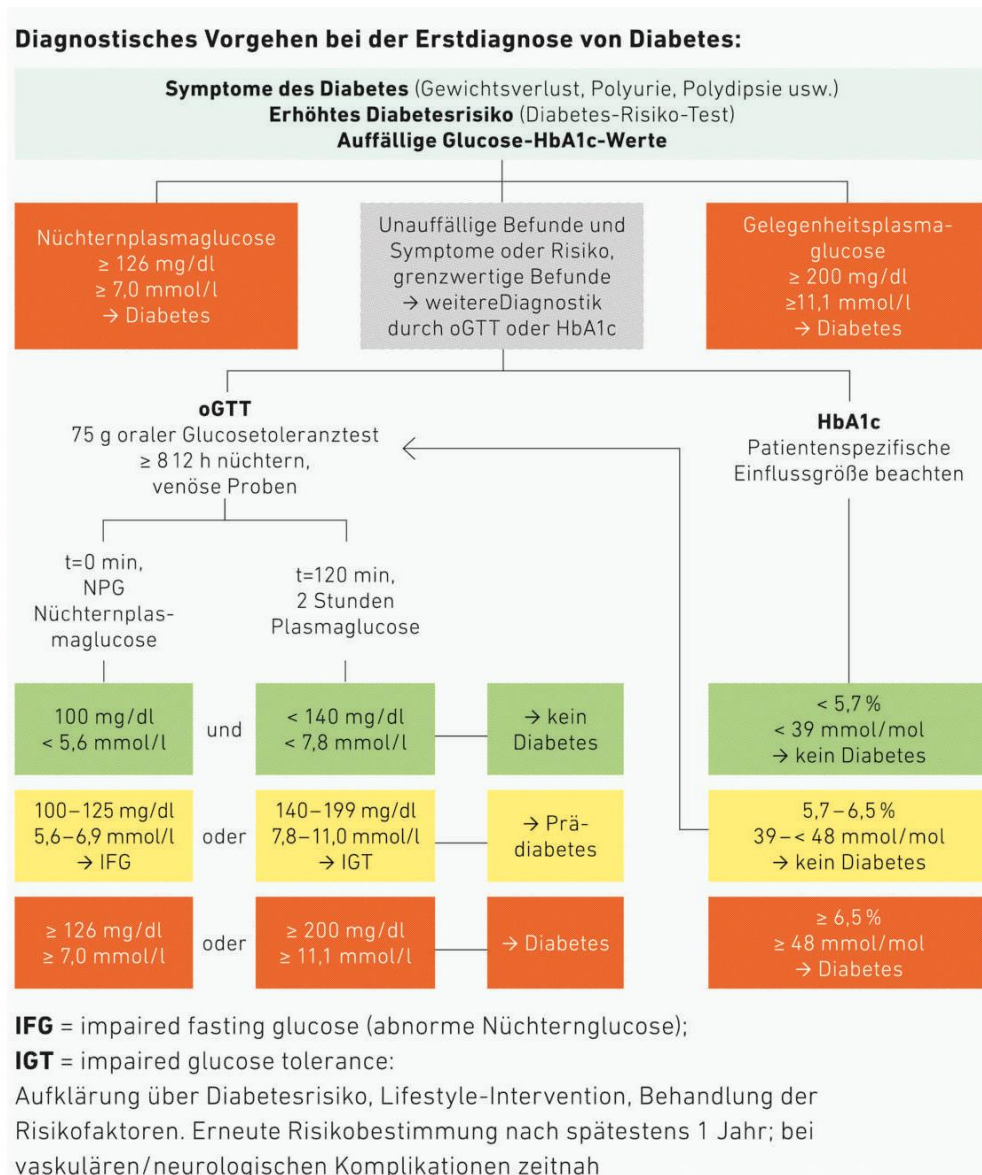 Diagnostisches Vorgehen bei der Erstdiagnose von Diabetes:
Symptome des Diabetes (Gewichtsverlust, Polyurie, Polydipsie usw.)
Erhöhtes Diabetesrisiko (Diabetes-Risiko-Test)
Auffällige Glucose-HbA1c-Werte
Nüchternplasmaglucose
≥ 126 mg/dl
≥ 7,0 mmol/l
→ Diabetes
Unauffällige Befunde und
Symptome oder Risiko,
grenzwertige Befunde
→ weitereDiagnostik
durch oGTT oder HbA1c
Gelegenheitsplasma-
glucose
≥ 200 mg/dl
≥11,1 mmol/l
→ Diabetes
oGTT
75 g oraler Glucosetoleranztest
≥ 8 12 h nüchtern,
venöse Proben
HbA1c
Patientenspezifische
Einflussgröße beachten
t=0 min,
NPG
Nüchternplas-
maglucose
t=120 min,
2 Stunden
Plasmaglucose
100 mg/dl
< 5,6 mmol/l
und
< 140 mg/dl
< 7,8 mmol/l
→ kein
Diabetes
< 5,7 %
< 39 mmol/mol
→ kein Diabetes
100–125 mg/dl
5,6–6,9 mmol/l
→ IFG
oder
140–199 mg/dl
7,8–11,0 mmol/l
→ IGT
→ Prä-
diabetes
5,7–6,5 %
39–< 48 mmol/mol
→ kein Diabetes
≥ 126 mg/dl
≥ 7,0 mmol/l
oder
≥ 200 mg/dl
≥ 11,1 mmol/l
→ Diabetes
≥ 6,5 %
≥ 48 mmol/mol
→ Diabetes
IFG = impaired fasting glucose (abnorme Nüchternglucose);
IGT = impaired glucose tolerance:
Aufklärung über Diabetesrisiko, Lifestyle-Intervention, Behandlung der
Risikofaktoren. Erneute Risikobestimmung nach spätestens 1 Jahr; bei
vaskulären/neurologischen Komplikationen zeitnah